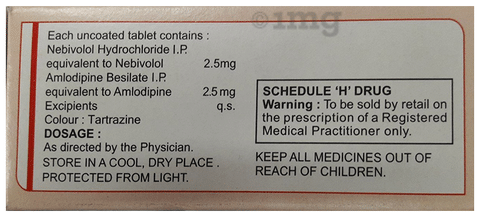 1mg
Each uncoated tablet contains :
Nebivolol Hydrochloride I.P.
equivalent to Nebivolol 2.5mg
Amlodipine Besilate I.P.
equivalent to Amlodipine 2.5mg
Excipients q.s.
Colour : Tartrazine
DOSAGE :
As directed by the Physician.
STORE IN A COOL, DRY PLACE .
PROTECTED FROM LIGHT.
SCHEDULE 'H' DRUG
Warning : To be sold by retail on
the prescription of a Registered
Medical Practitioner only.
KEEP ALL MEDICINES OUT OF
REACH OF CHILDREN.